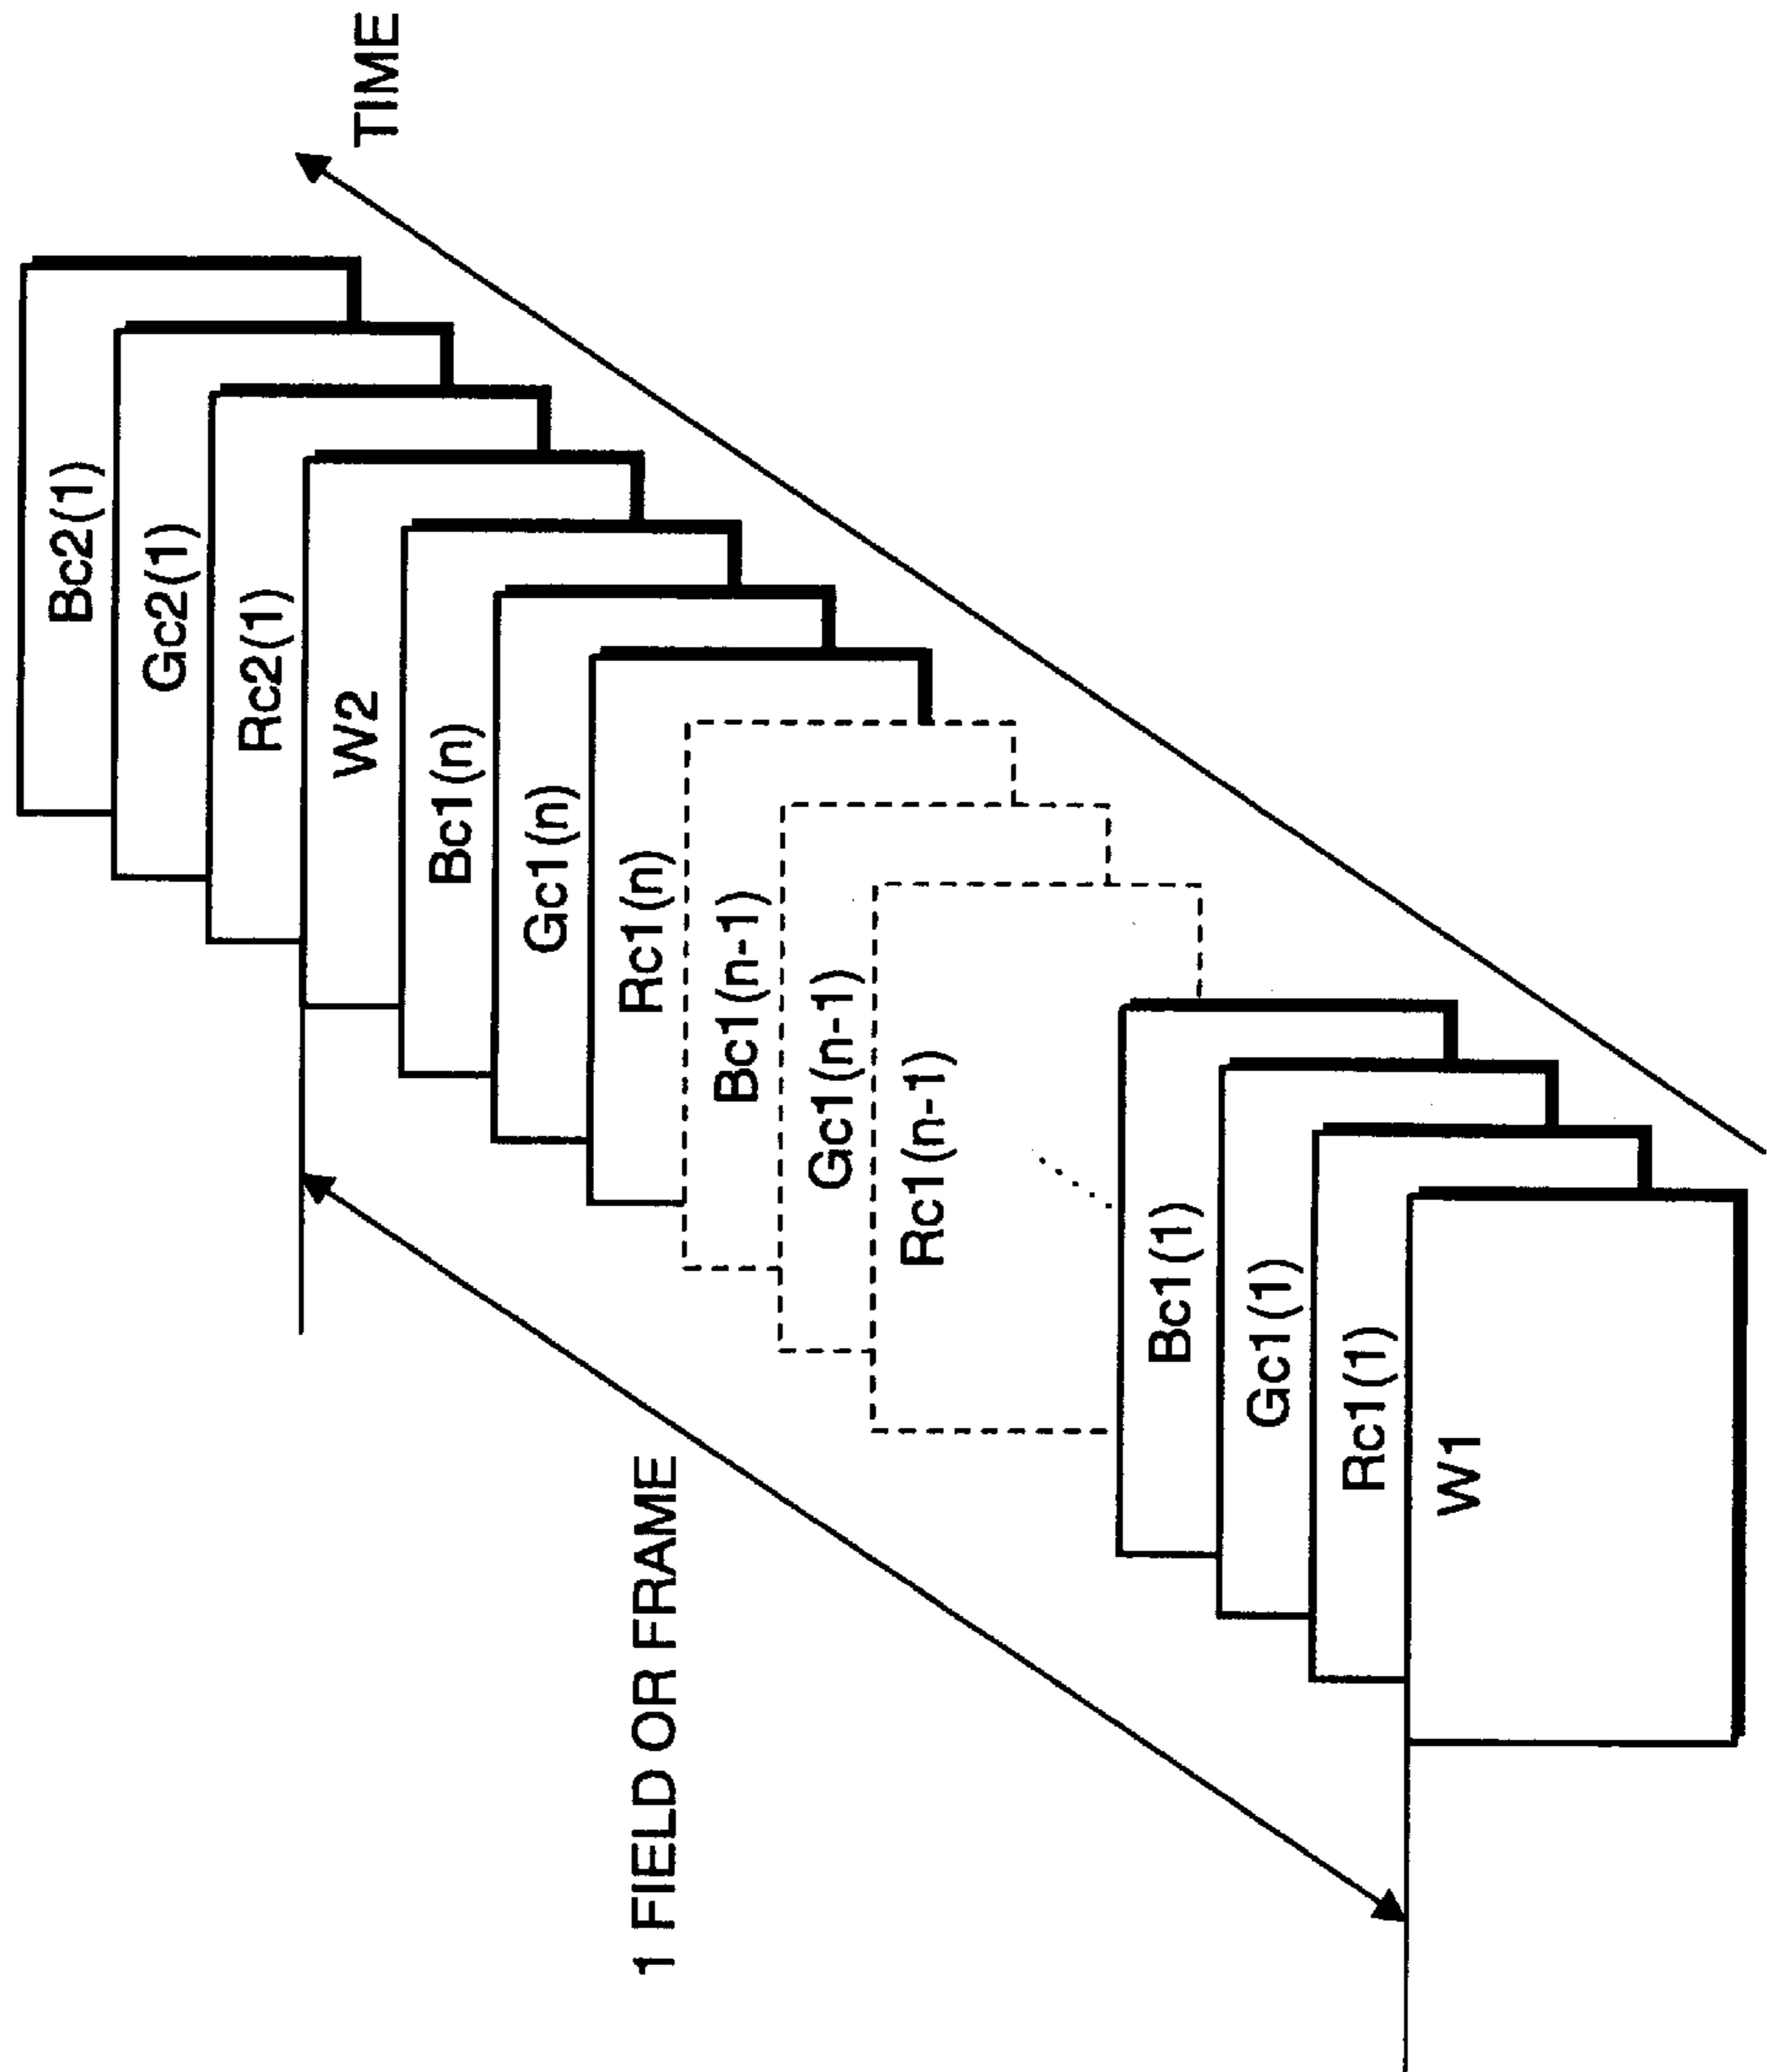 TIME
Bc2(1)
Gc2(1)
Rc2(1)
W2
Bc1(n)
Gc1(n)
Rc1(n)
Bc1(n-1)
Gc1(n-1)
Rc1(n-1)
Bc1(1)
Gc1(1)
Rc1(1)
W1
1 FIELD OR FRAME